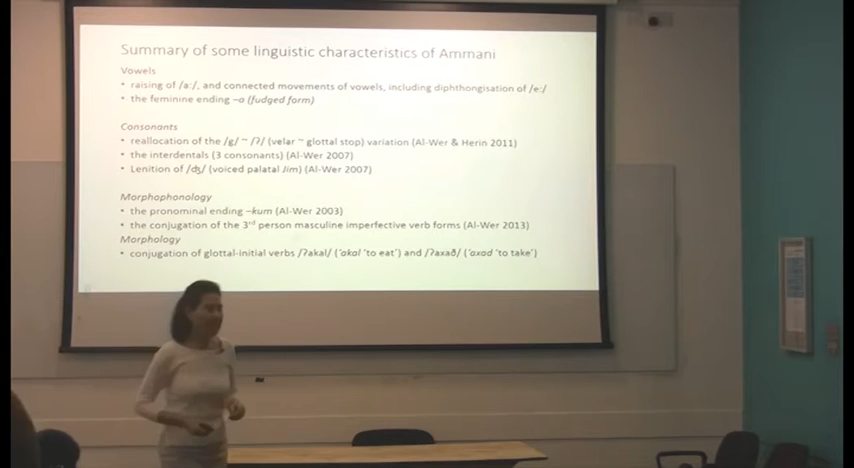 Summary of some linguistic characteristics of Ammani
Vowels
• raising of /a:/, and connected movements of vowels, including diphthongisation of /e:/
• the feminine ending –a (fudged form)
Consonants
• reallocation of the /g/ ~ /ʔ/ (velar ~ glottal stop) variation (Al-Wer & Herin 2011)
• the interdentals (3 consonants) (Al-Wer 2007)
• Lenition of /ʤ/ (voiced palatal Jim) (Al-Wer 2007)
Morphophonology
• the pronominal ending –kum (Al-Wer 2003)
• the conjugation of the 3rd person masculine imperfective verb forms (Al-Wer 2013)
Morphology
• conjugation of glottal-initial verbs /ʔakal/ ('akal 'to eat') and /ʔaxað/ ('axad 'to take')